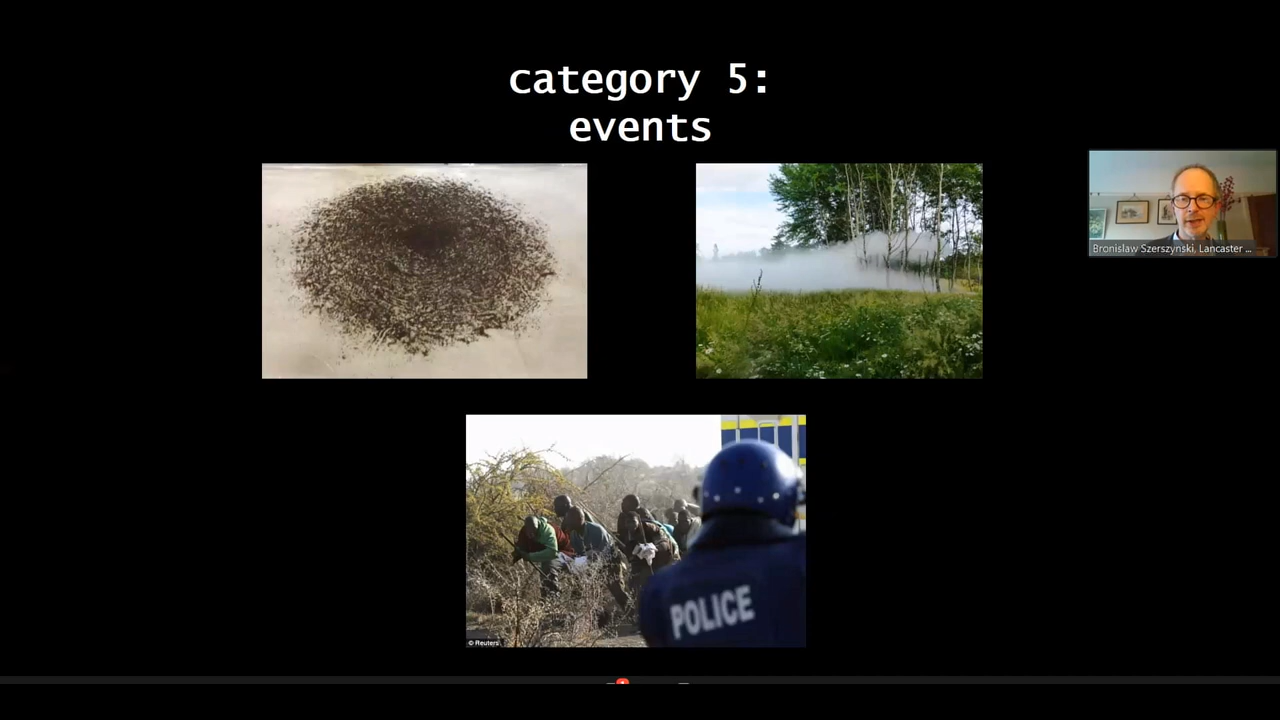 category 5:
events
Bronislaw Szerszynski, Lancaster ...
POLICE
© Reuters